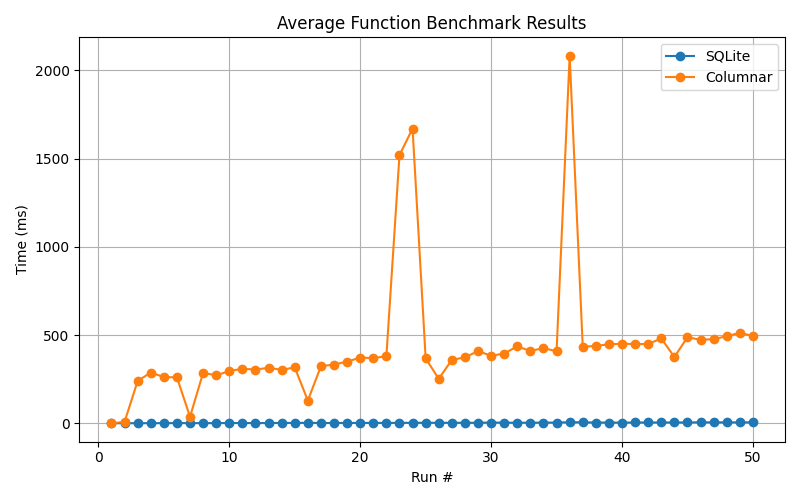 Average Function Benchmark Results
SQLite
Columnar
Time (ms)
2000
1500
1000
500
0
0 10 20 30 40 50
Run #